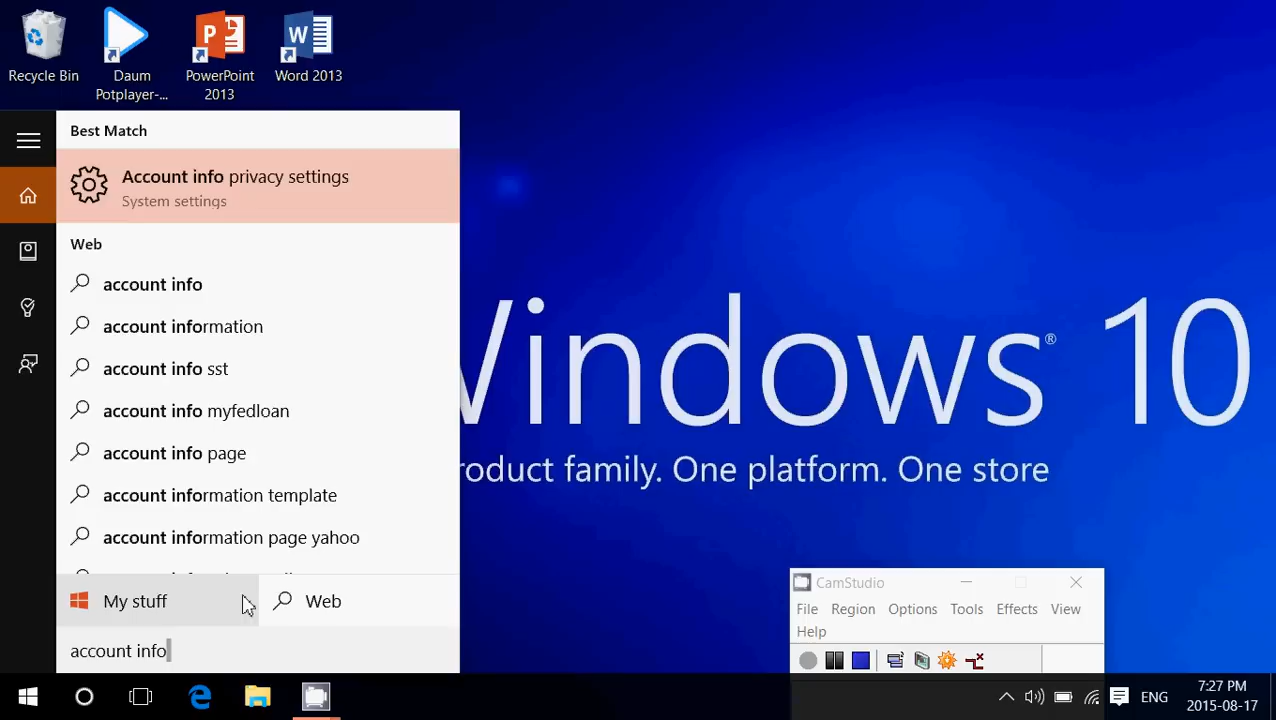 Recycle Bin
Daum
Potplayer-...
PowerPoint
2013
Word 2013
Best Match
Account info privacy settings
System settings
Web
account info
account information
account info sst
account info myfedloan
account info page
account information template
account information page yahoo
My stuff
Web
account info
Windows® 10
roduct family. One platform. One store
CamStudio
File Region Options Tools Effects View
Help
ENG
7:27 PM
2015-08-17